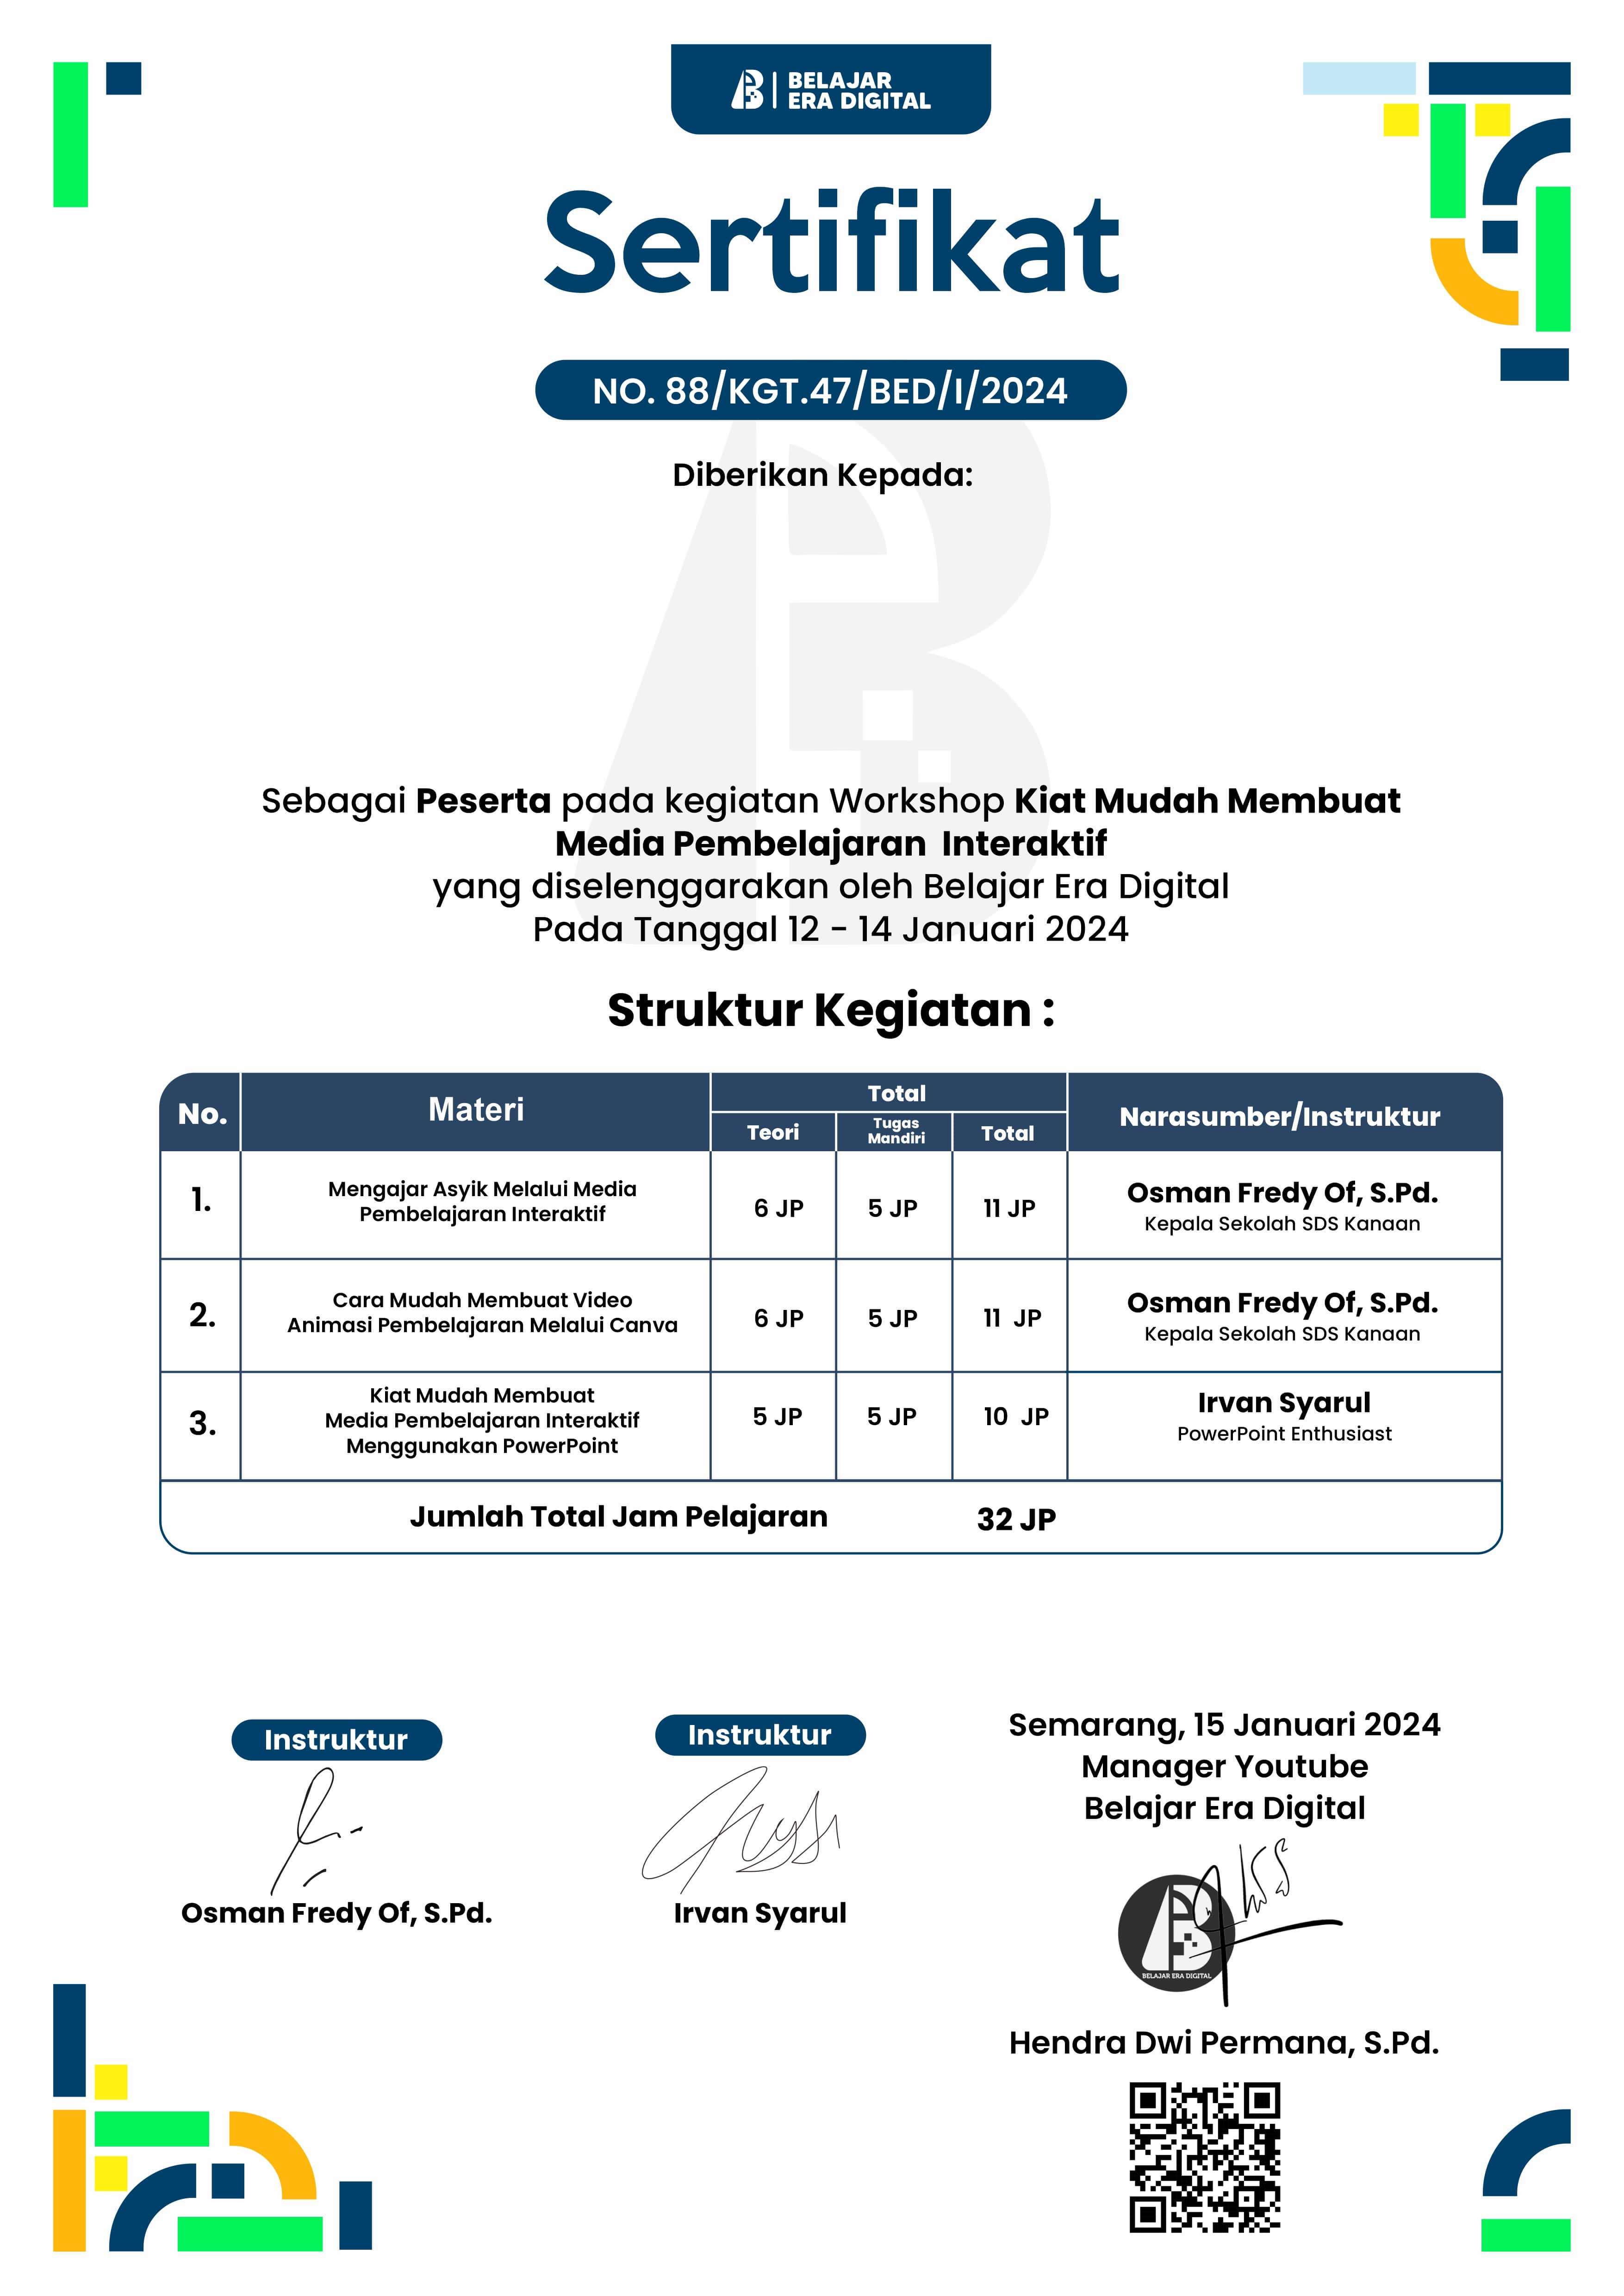 BELAJAR
ERA DIGITAL
Sertifikat
NO. 88/KGT.47/BED/I/2024
Diberikan Kepada:
Sebagai Peserta pada kegiatan Workshop Kiat Mudah Membuat
Media Pembelajaran Interaktif
yang diselenggarakan oleh Belajar Era Digital
Pada Tanggal 12 - 14 Januari 2024
Struktur Kegiatan :
No.
Materi
Total
Teori
Tugas
Mandiri
Total
Narasumber/Instruktur
1.
Mengajar Asyik Melalui Media
Pembelajaran Interaktif
6 JP
5 JP
11 JP
Osman Fredy Of, S.Pd.
Kepala Sekolah SDS Kanaan
2.
Cara Mudah Membuat Video
Animasi Pembelajaran Melalui Canva
6 JP
5 JP
11 JP
Osman Fredy Of, S.Pd.
Kepala Sekolah SDS Kanaan
3.
Kiat Mudah Membuat
Media Pembelajaran Interaktif
Menggunakan PowerPoint
5 JP
5 JP
10 JP
Irvan Syarul
PowerPoint Enthusiast
Jumlah Total Jam Pelajaran 32 JP
Instruktur
Osman Fredy Of, S.Pd.
Instruktur
Irvan Syarul
Semarang, 15 Januari 2024
Manager Youtube
Belajar Era Digital
BELAJAR ERA DIGITAL
Hendra Dwi Permana, S.Pd.